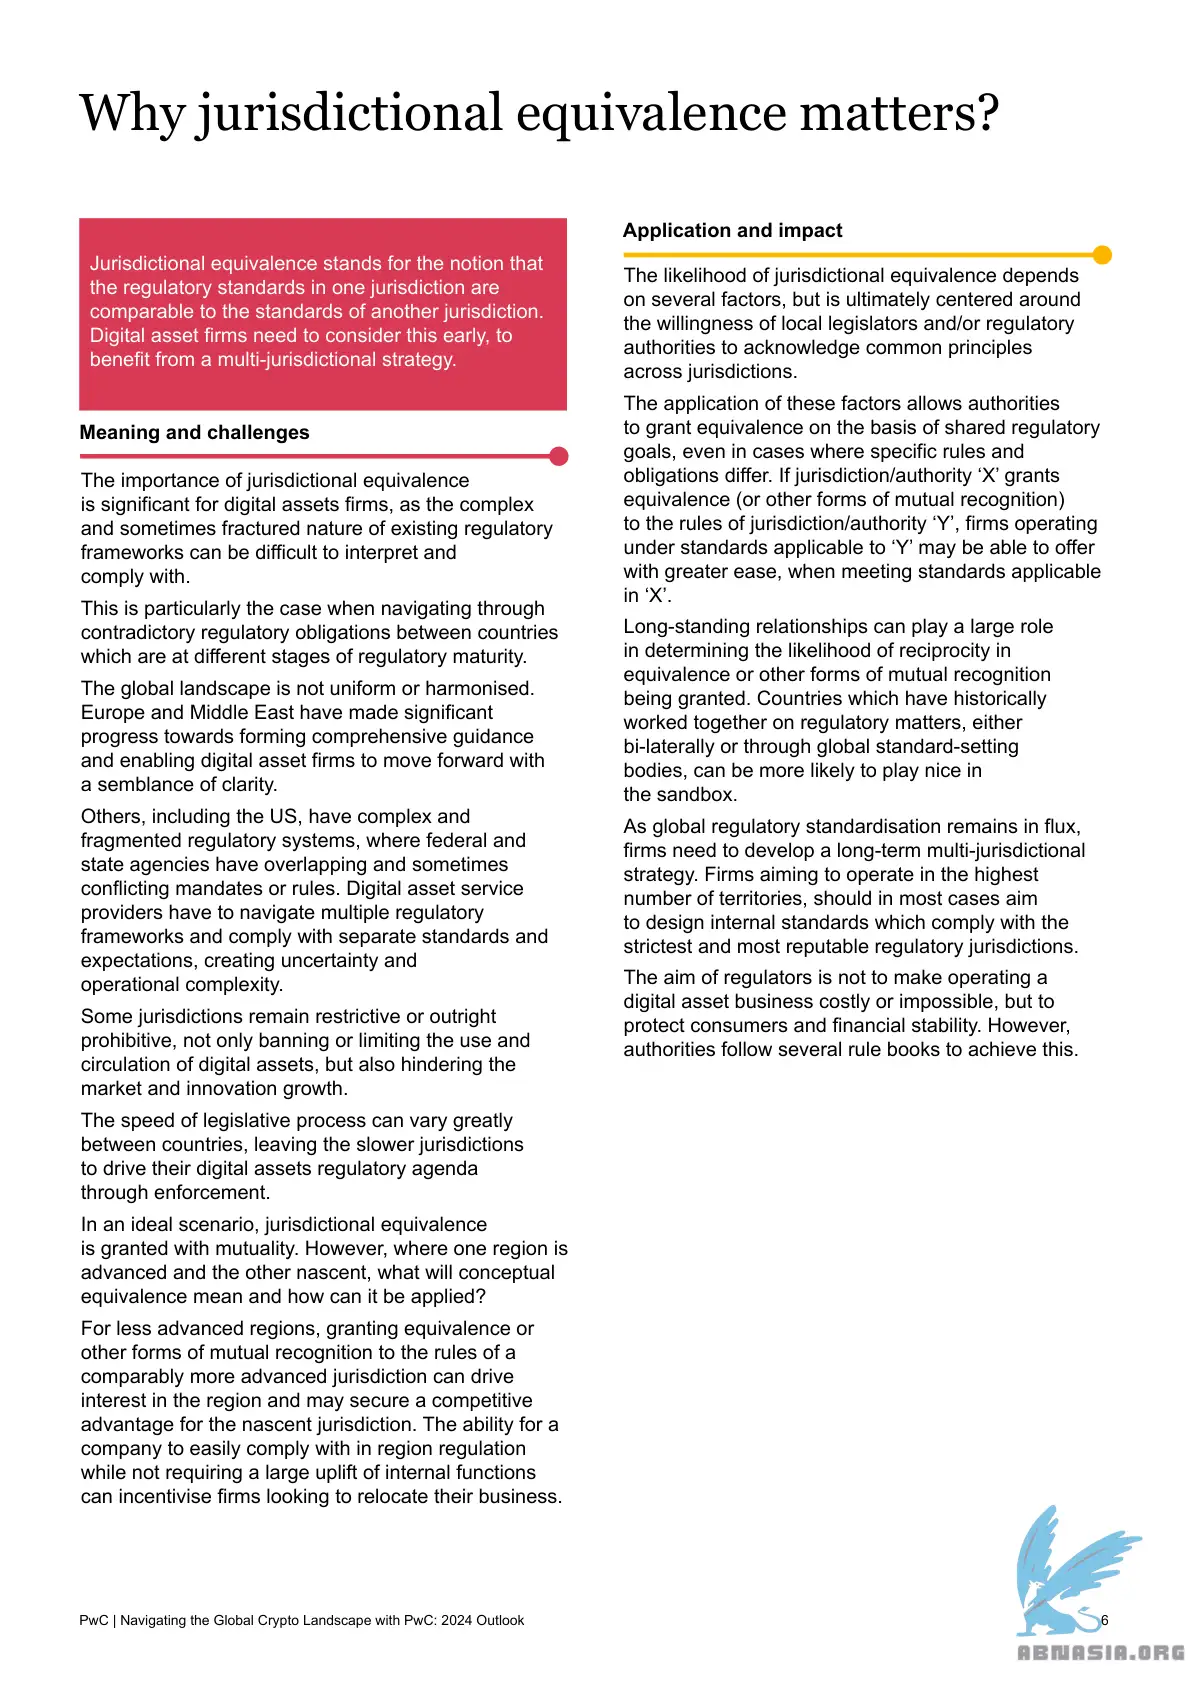 Why jurisdictional equivalence matters?
Jurisdictional equivalence stands for the notion that
the regulatory standards in one jurisdiction are
comparable to the standards of another jurisdiction.
Digital asset firms need to consider this early, to
benefit from a multi-jurisdictional strategy.
Meaning and challenges
The importance of jurisdictional equivalence
is significant for digital assets firms, as the complex
and sometimes fractured nature of existing regulatory
frameworks can be difficult to interpret and
comply with.
This is particularly the case when navigating through
contradictory regulatory obligations between countries
which are at different stages of regulatory maturity.
The global landscape is not uniform or harmonised.
Europe and Middle East have made significant
progress towards forming comprehensive guidance
and enabling digital asset firms to move forward with
a semblance of clarity.
Others, including the US, have complex and
fragmented regulatory systems, where federal and
state agencies have overlapping and sometimes
conflicting mandates or rules. Digital asset service
providers have to navigate multiple regulatory
frameworks and comply with separate standards and
expectations, creating uncertainty and
operational complexity.
Some jurisdictions remain restrictive or outright
prohibitive, not only banning or limiting the use and
circulation of digital assets, but also hindering the
market and innovation growth.
The speed of legislative process can vary greatly
between countries, leaving the slower jurisdictions
to drive their digital assets regulatory agenda
through enforcement.
In an ideal scenario, jurisdictional equivalence
is granted with mutuality. However, where one region is
advanced and the other nascent, what will conceptual
equivalence mean and how can it be applied?
For less advanced regions, granting equivalence or
other forms of mutual recognition to the rules of a
comparably more advanced jurisdiction can drive
interest in the region and may secure a competitive
advantage for the nascent jurisdiction. The ability for a
company to easily comply with in region regulation
while not requiring a large uplift of internal functions
can incentivise firms looking to relocate their business.
Application and impact
The likelihood of jurisdictional equivalence depends
on several factors, but is ultimately centered around
the willingness of local legislators and/or regulatory
authorities to acknowledge common principles
across jurisdictions.
The application of these factors allows authorities
to grant equivalence on the basis of shared regulatory
goals, even in cases where specific rules and
obligations differ. If jurisdiction/authority ‘X’ grants
equivalence (or other forms of mutual recognition)
to the rules of jurisdiction/authority ‘Y’, firms operating
under standards applicable to ‘Y’ may be able to offer
with greater ease, when meeting standards applicable
in ‘X’.
Long-standing relationships can play a large role
in determining the likelihood of reciprocity in
equivalence or other forms of mutual recognition
being granted. Countries which have historically
worked together on regulatory matters, either
bi-laterally or through global standard-setting
bodies, can be more likely to play nice in
the sandbox.
As global regulatory standardisation remains in flux,
firms need to develop a long-term multi-jurisdictional
strategy. Firms aiming to operate in the highest
number of territories, should in most cases aim
to design internal standards which comply with the
strictest and most reputable regulatory jurisdictions.
The aim of regulators is not to make operating a
digital asset business costly or impossible, but to
protect consumers and financial stability. However,
authorities follow several rule books to achieve this.
PwC | Navigating the Global Crypto Landscape with PwC: 2024 Outlook
6
ABNASIA.ORG